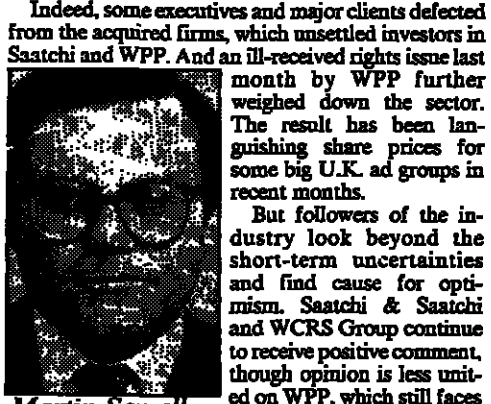 Indeed, some executives and major clients defected
from the acquired firms, which unsettled investors in
Saatchi and WPP. And an ill-received rights issue last
month by WPP further
weighed down the sector.
The result has been lan-
guishing share prices for
some big U.K. ad groups in
recent months.
But followers of the in-
dustry look beyond the
short-term uncertainties
and find cause for opti-
mism. Saatchi & Saatchi
and WCRS Group continue
to receive positive comment,
though opinion is less unit-
ed on WPP, which still faces
Martin